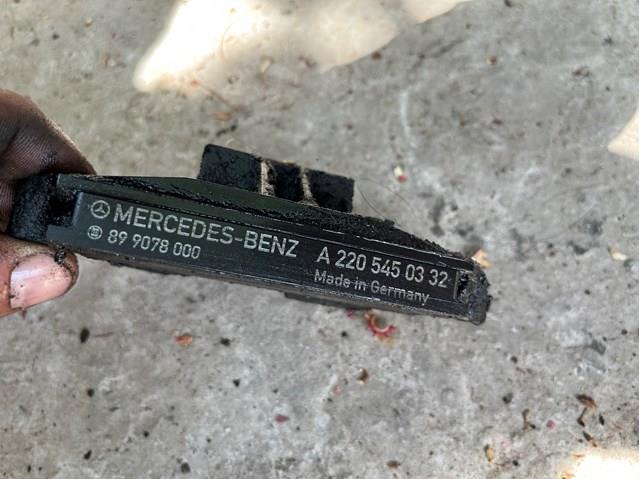 MERCEDES-BENZ A 220 545 03 32
89 9078 000 Made in Germany